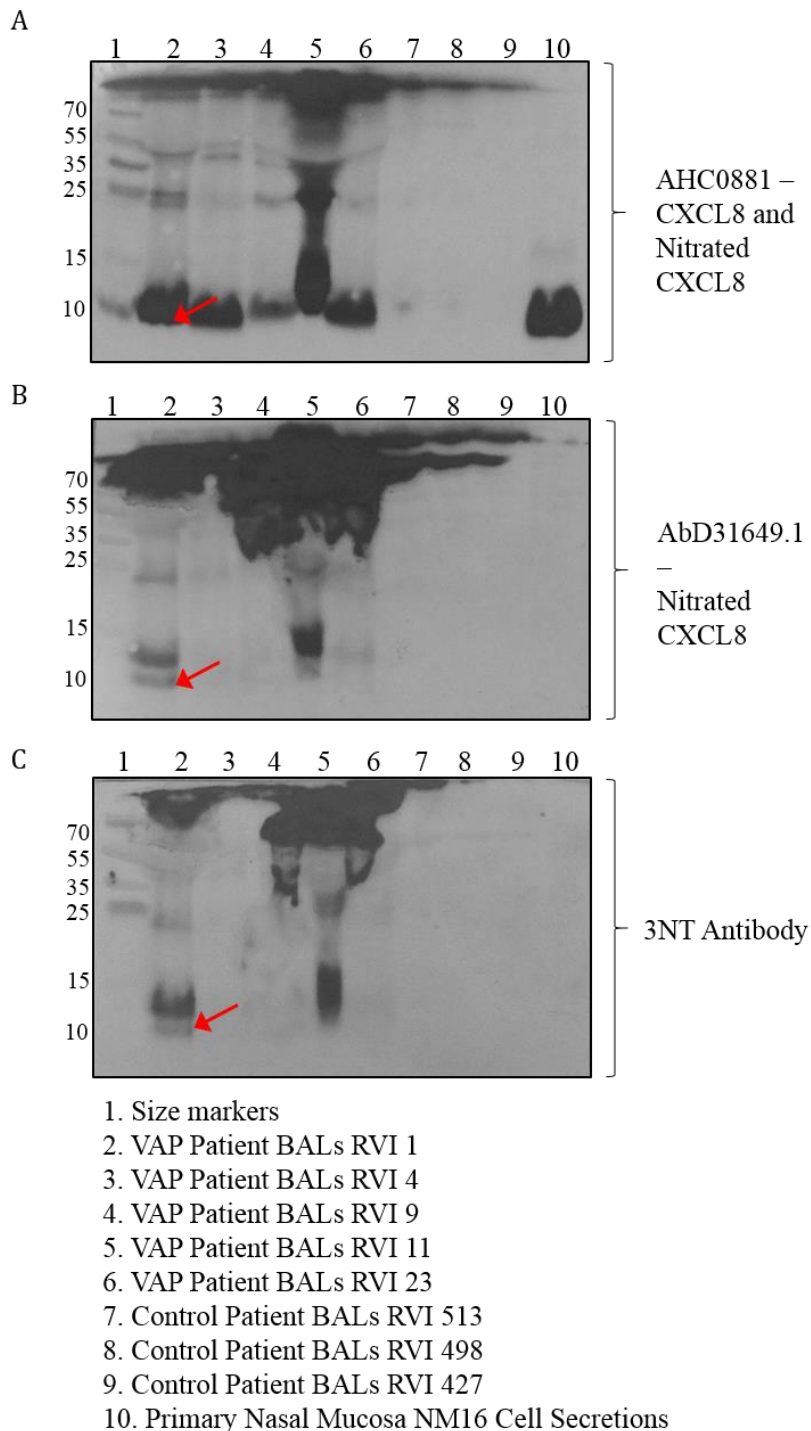 A
1 2 3 4 5 6 7 8 9 10
70
55
35
25
15
10
AHC0881 –
CXCL8 and
Nitrated
CXCL8
B
1 2 3 4 5 6 7 8 9 10
70
55
35
25
15
10
AbD31649.1
–
Nitrated
CXCL8
C
1 2 3 4 5 6 7 8 9 10
70
55
35
25
15
10
3NT Antibody
1. Size markers
2. VAP Patient BALs RVI 1
3. VAP Patient BALs RVI 4
4. VAP Patient BALs RVI 9
5. VAP Patient BALs RVI 11
6. VAP Patient BALs RVI 23
7. Control Patient BALs RVI 513
8. Control Patient BALs RVI 498
9. Control Patient BALs RVI 427
10. Primary Nasal Mucosa NM16 Cell Secretions